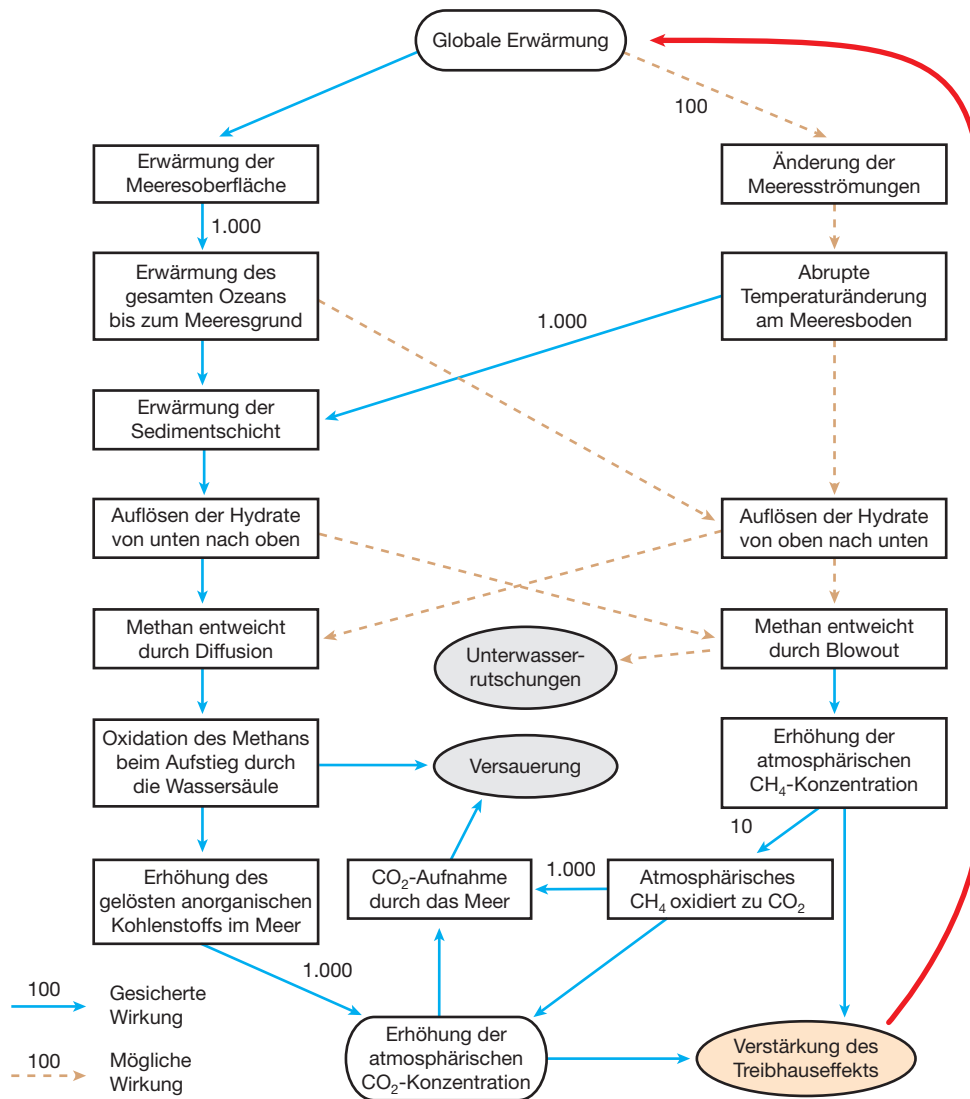 Globale Erwärmung
100
Erwärmung der
Meeresoberfläche
Änderung der
Meeresströmungen
1.000
Erwärmung des
gesamten Ozeans
bis zum Meeresgrund
Abrupte
Temperaturänderung
am Meeresboden
1.000
Erwärmung der
Sedimentschicht
Auflösen der Hydrate
von unten nach oben
Auflösen der Hydrate
von oben nach unten
Methan entweicht
durch Diffusion
Unterwasser-
rutschungen
Methan entweicht
durch Blowout
Oxidation des Methans
beim Aufstieg durch
die Wassersäule
Versauerung
Erhöhung der
atmosphärischen
CH₄-Konzentration
10
Erhöhung des
gelösten anorganischen
Kohlenstoffs im Meer
CO₂-Aufnahme
durch das Meer
1.000
Atmosphärisches
CH₄ oxidiert zu CO₂
1.000
100
Gesicherte
Wirkung
Erhöhung der
atmosphärischen
CO₂-Konzentration
Verstärkung des
Treibhauseffekts
100
Mögliche
Wirkung